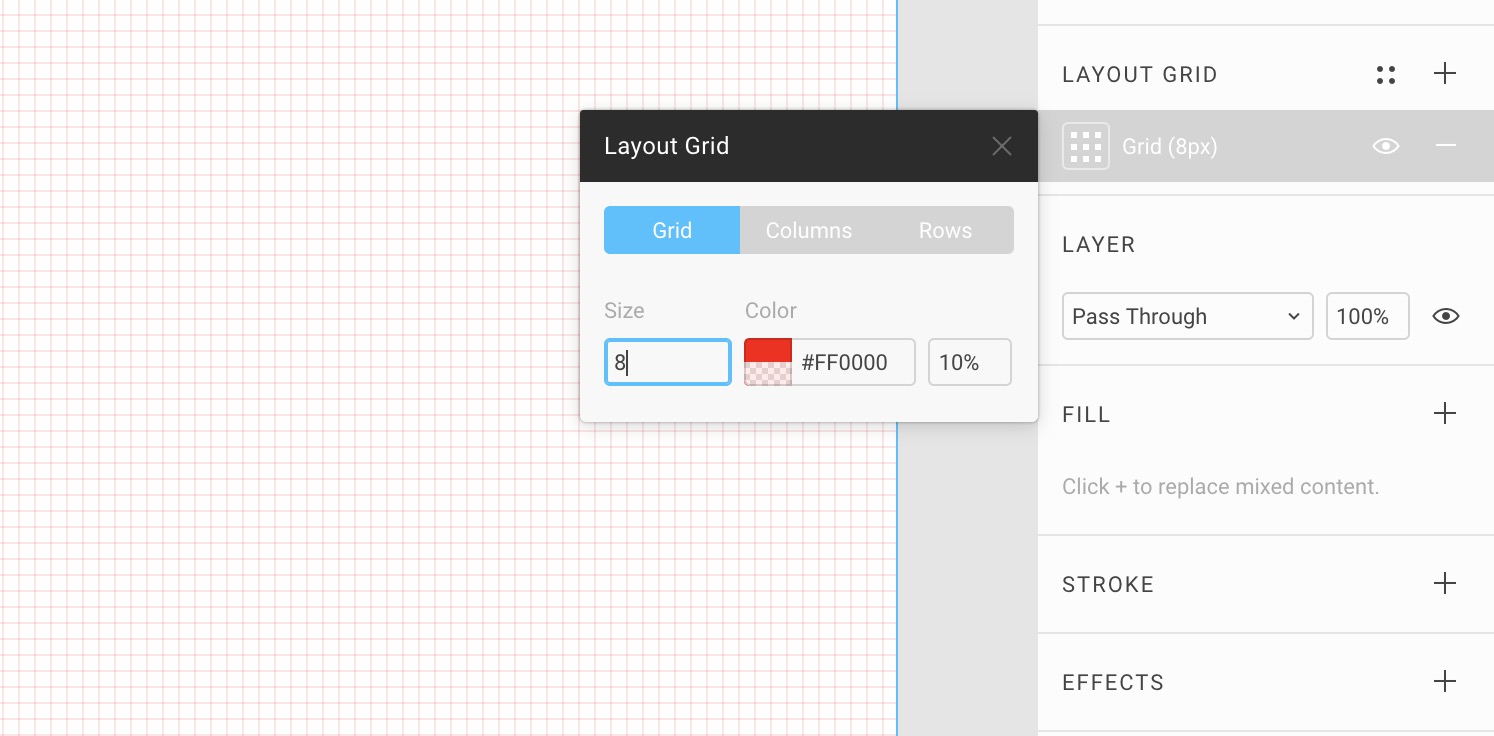 LAYOUT GRID
Layout Grid
Grid (8px)
Grid Columns Rows
LAYER
Size Color
Pass Through 100%
8 #FF0000 10%
FILL
Click + to replace mixed content.
STROKE
EFFECTS